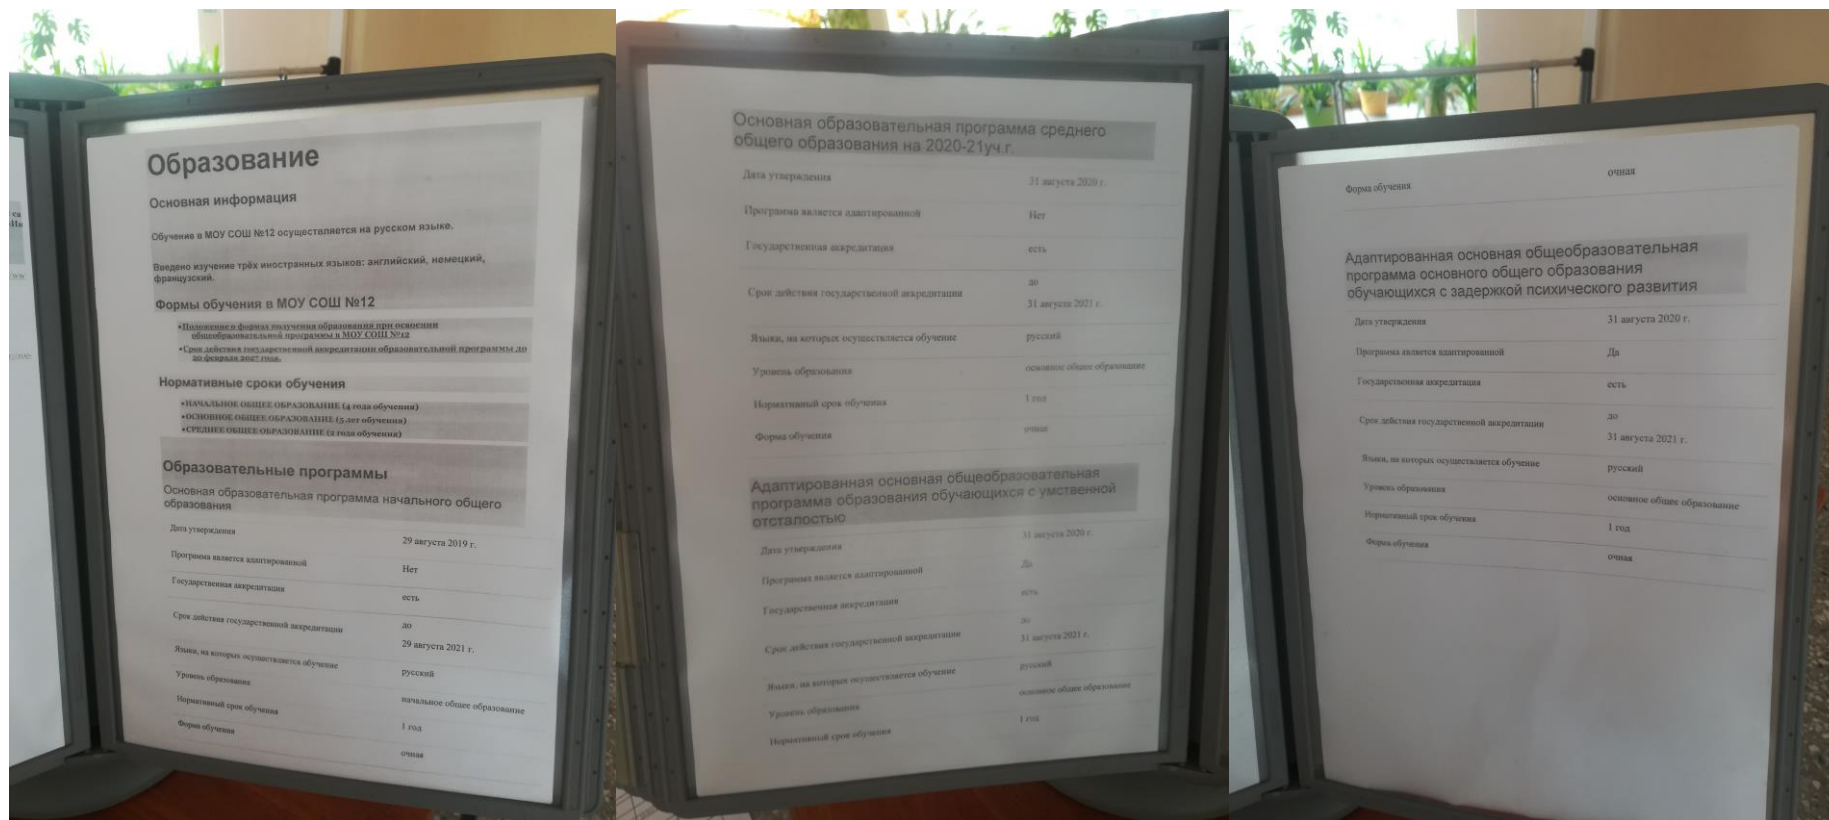 Образование
Основная информация
Обучение в МОУ СОШ №12 осуществляется на русском языке.
Введено изучение трёх иностранных языков: английский, немецкий,
французский.
Формы обучения в МОУ СОШ №12
•Положение о формах получения образования при освоении
общеобразовательной программы в МОУ СОШ №12
•Срок действия государственной аккредитации образовательной программы до
20 февраля 2027 года.
Нормативные сроки обучения
•НАЧАЛЬНОЕ ОБЩЕЕ ОБРАЗОВАНИЕ (4 года обучения)
•ОСНОВНОЕ ОБЩЕЕ ОБРАЗОВАНИЕ (5 лет обучения)
•СРЕДНЕЕ ОБЩЕЕ ОБРАЗОВАНИЕ (2 года обучения)
Образовательные программы
Основная образовательная программа начального общего
образования
Дата утверждения 29 августа 2019 г.
Программа является адаптированной Нет
Государственная аккредитация есть
Срок действия государственной аккредитации до
29 августа 2021 г.
Языки, на которых осуществляется обучение русский
Уровень образования начальное общее образование
Нормативный срок обучения 1 год
Форма обучения очная
Основная образовательная программа среднего
общего образования на 2020-21уч.г.
Дата утверждения 31 августа 2020 г.
Программа является адаптированной Нет
Государственная аккредитация есть
Срок действия государственной аккредитации до
31 августа 2021 г.
Языки, на которых осуществляется обучение русский
Уровень образования основное общее образование
Нормативный срок обучения 1 год
Форма обучения очная
Адаптированная основная общеобразовательная
программа образования обучающихся с умственной
отсталостью
Дата утверждения 31 августа 2020 г.
Программа является адаптированной Да
Государственная аккредитация есть
Срок действия государственной аккредитации до
31 августа 2021 г.
Языки, на которых осуществляется обучение русский
Уровень образования основное общее образование
Нормативный срок обучения 1 год
Форма обучения очная
Адаптированная основная общеобразовательная
программа основного общего образования
обучающихся с задержкой психического развития
Дата утверждения 31 августа 2020 г.
Программа является адаптированной Да
Государственная аккредитация есть
Срок действия государственной аккредитации до
31 августа 2021 г.
Языки, на которых осуществляется обучение русский
Уровень образования основное общее образование
Нормативный срок обучения 1 год
Форма обучения очная